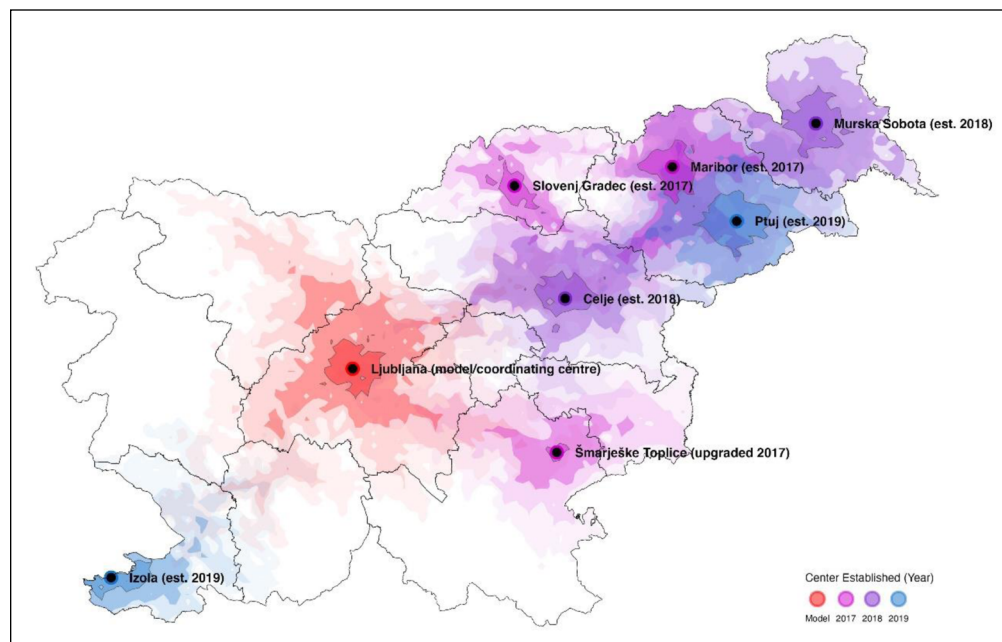 Murska Sobota (est. 2018)
Maribor (est. 2017)
Slovenj Gradec (est. 2017)
Ptuj (est. 2019)
Celje (est. 2018)
Ljubljana (model/coordinating centre)
Šmarješke Toplice (upgraded 2017)
Izola (est. 2019)
Center Established (Year)
Model 2017 2018 2019